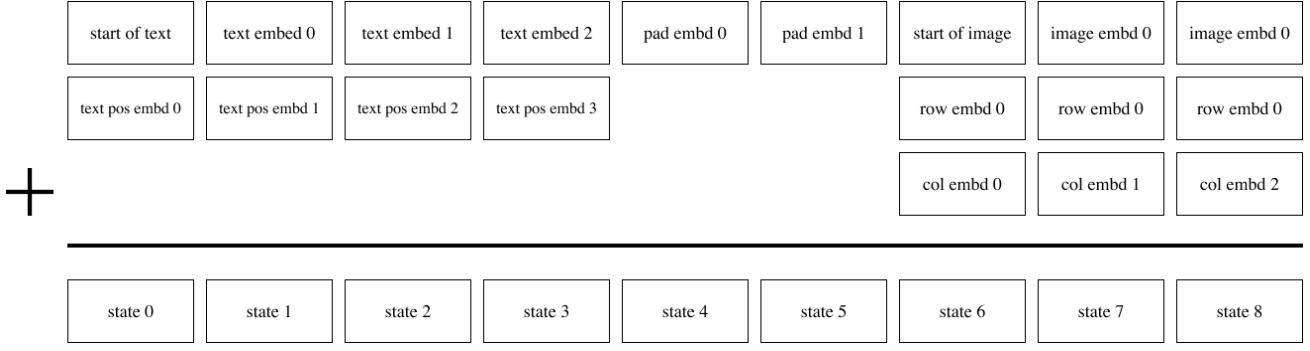 start of text text embed 0 text embed 1 text embed 2 pad embd 0 pad embd 1 start of image image embd 0 image embd 0
text pos embd 0 text pos embd 1 text pos embd 2 text pos embd 3 row embd 0 row embd 0 row embd 0
+ col embd 0 col embd 1 col embd 2
state 0 state 1 state 2 state 3 state 4 state 5 state 6 state 7 state 8